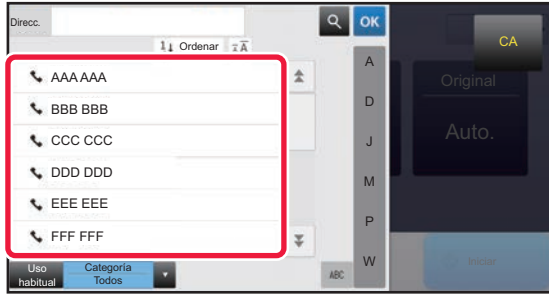 Direcc.
OK
CA
Ordenar
A
AAA AAA
Original
BBB BBB
D
Auto.
CCC CCC
J
DDD DDD
M
EEE EEE
P
FFF FFF
W
Uso habitual
Categoría
Todos
ABC
Iniciar